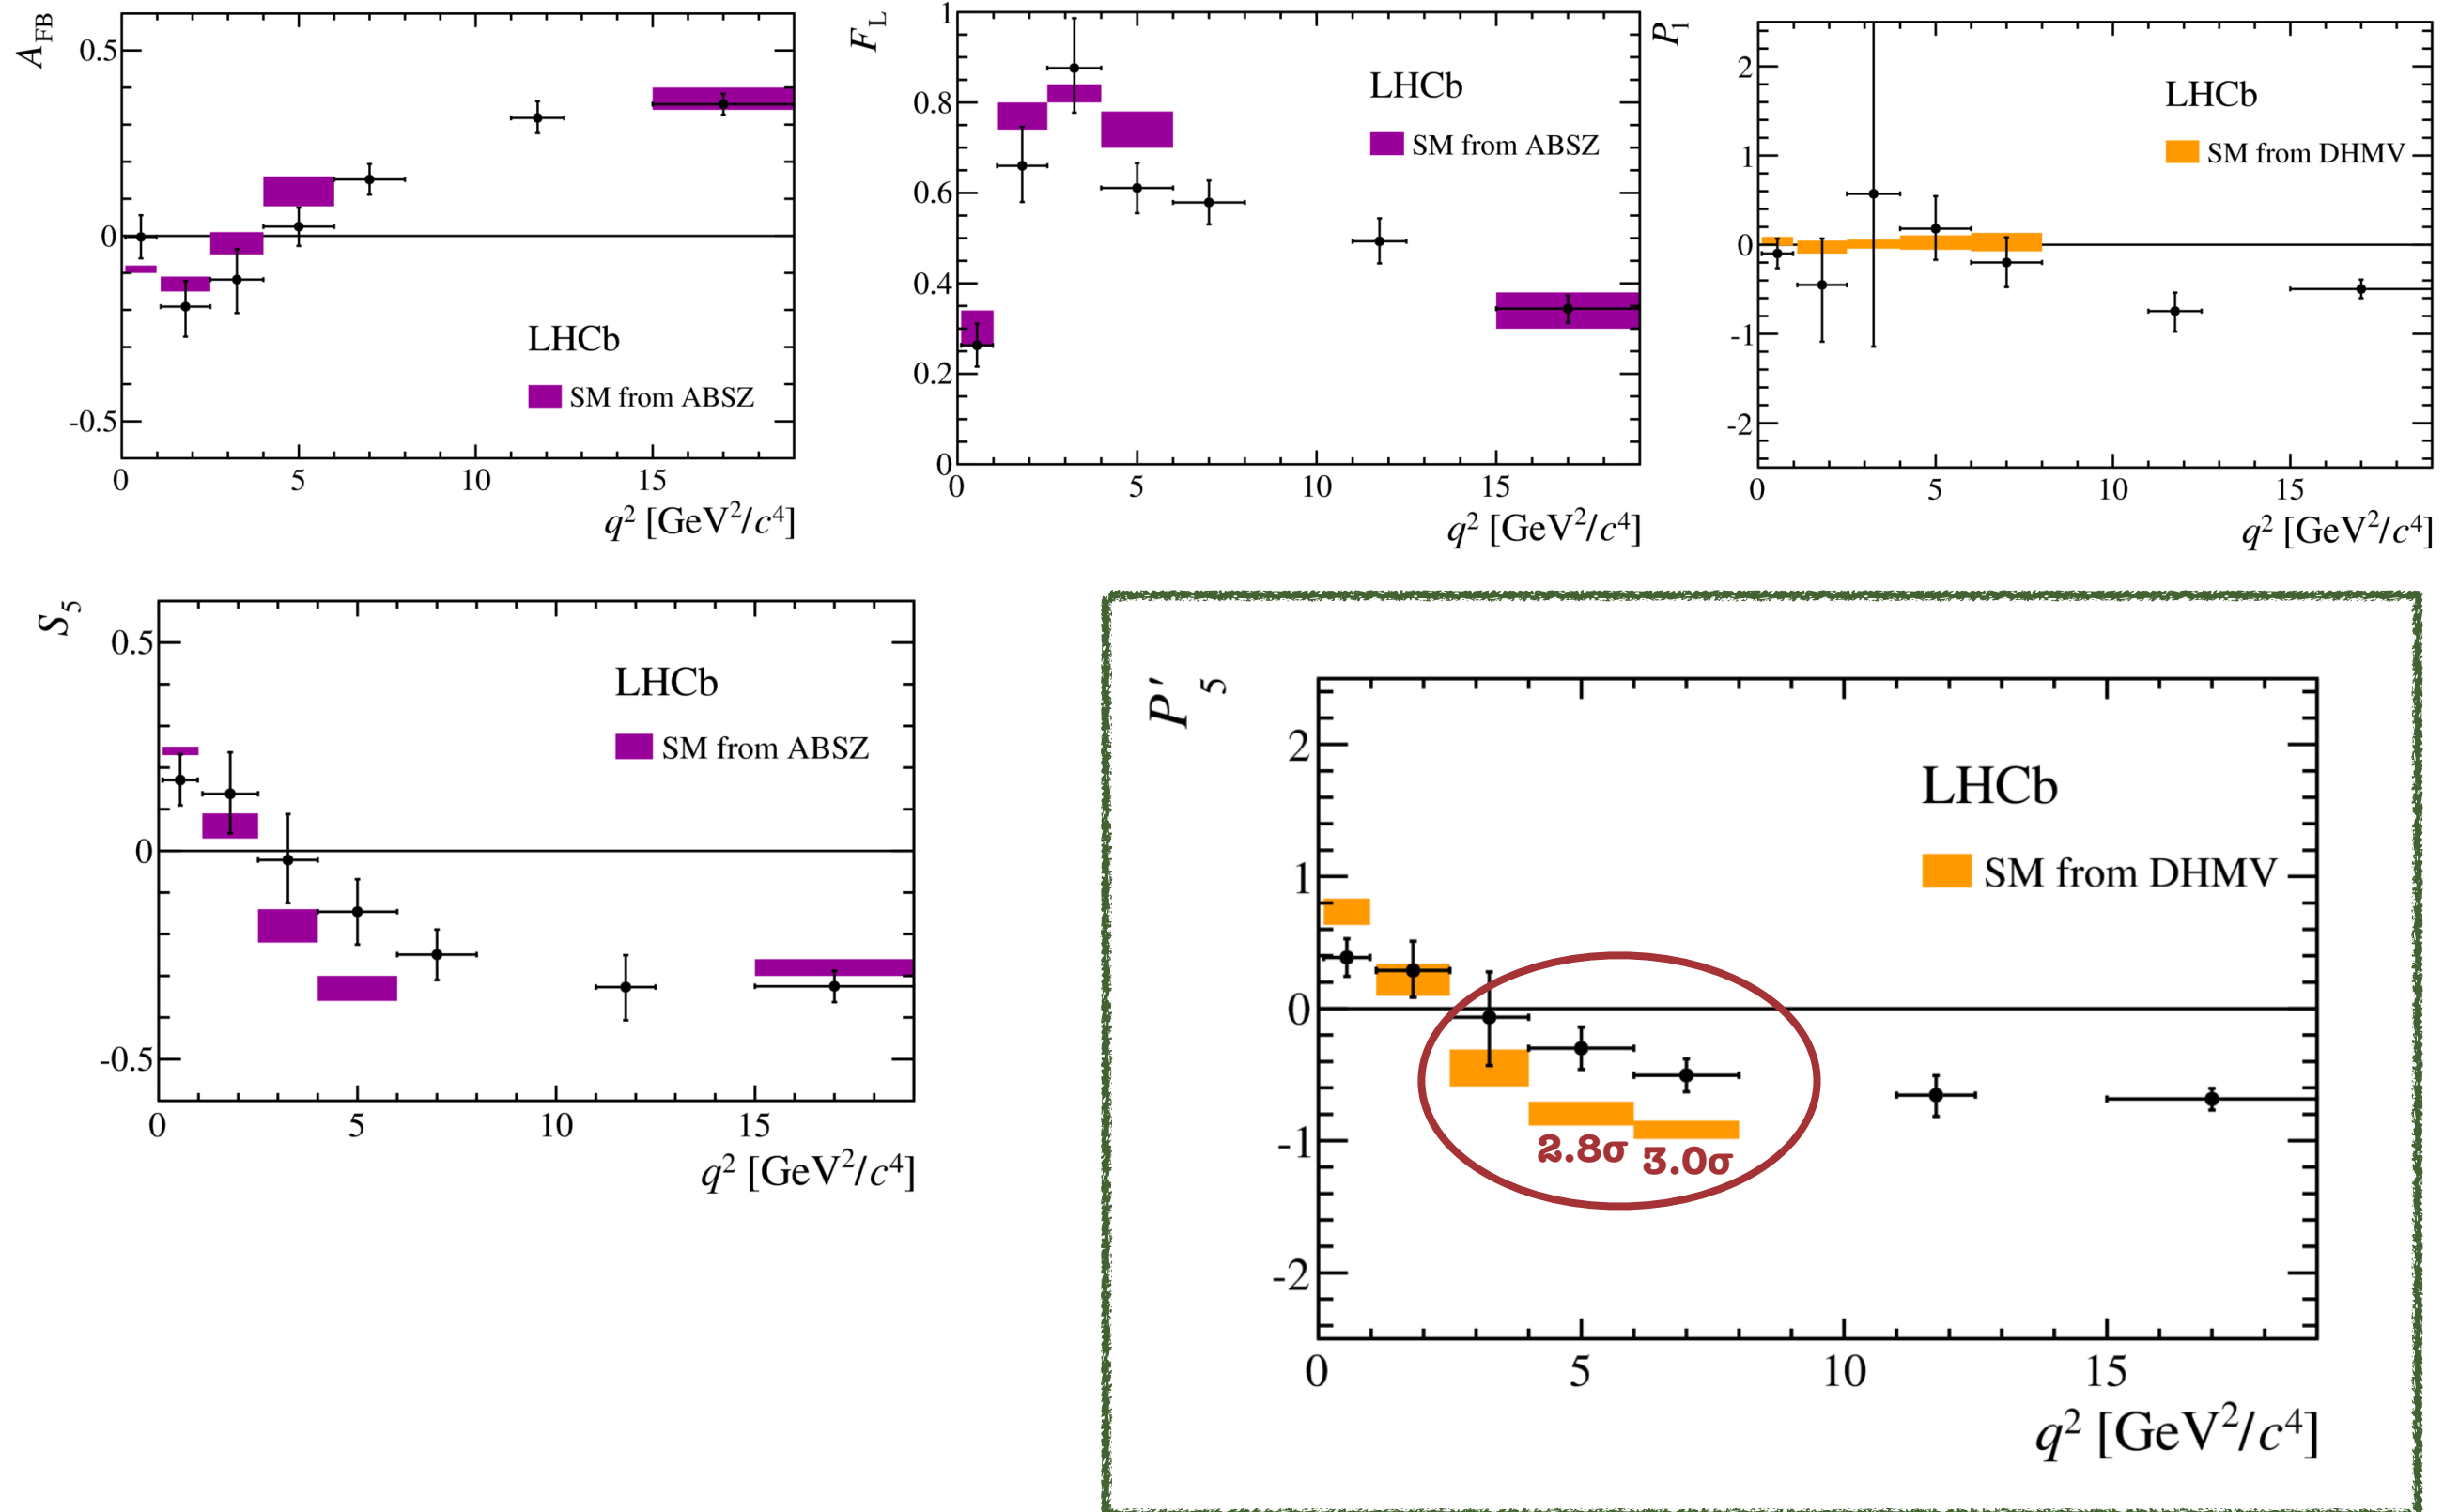 A_FB
0.5
0
-0.5
0 5 10 15
q² [GeV²/c⁴]
LHCb
SM from ABSZ
F_L
1
0.8
0.6
0.4
0.2
0
0 5 10 15
q² [GeV²/c⁴]
LHCb
SM from ABSZ
P₁
2
1
0
-1
-2
0 5 10 15
q² [GeV²/c⁴]
LHCb
SM from DHMV
S₅
0.5
0
-0.5
0 5 10 15
q² [GeV²/c⁴]
LHCb
SM from ABSZ
P′₅
2
1
0
-1
-2
0 5 10 15
q² [GeV²/c⁴]
LHCb
SM from DHMV
2.8σ 3.0σ